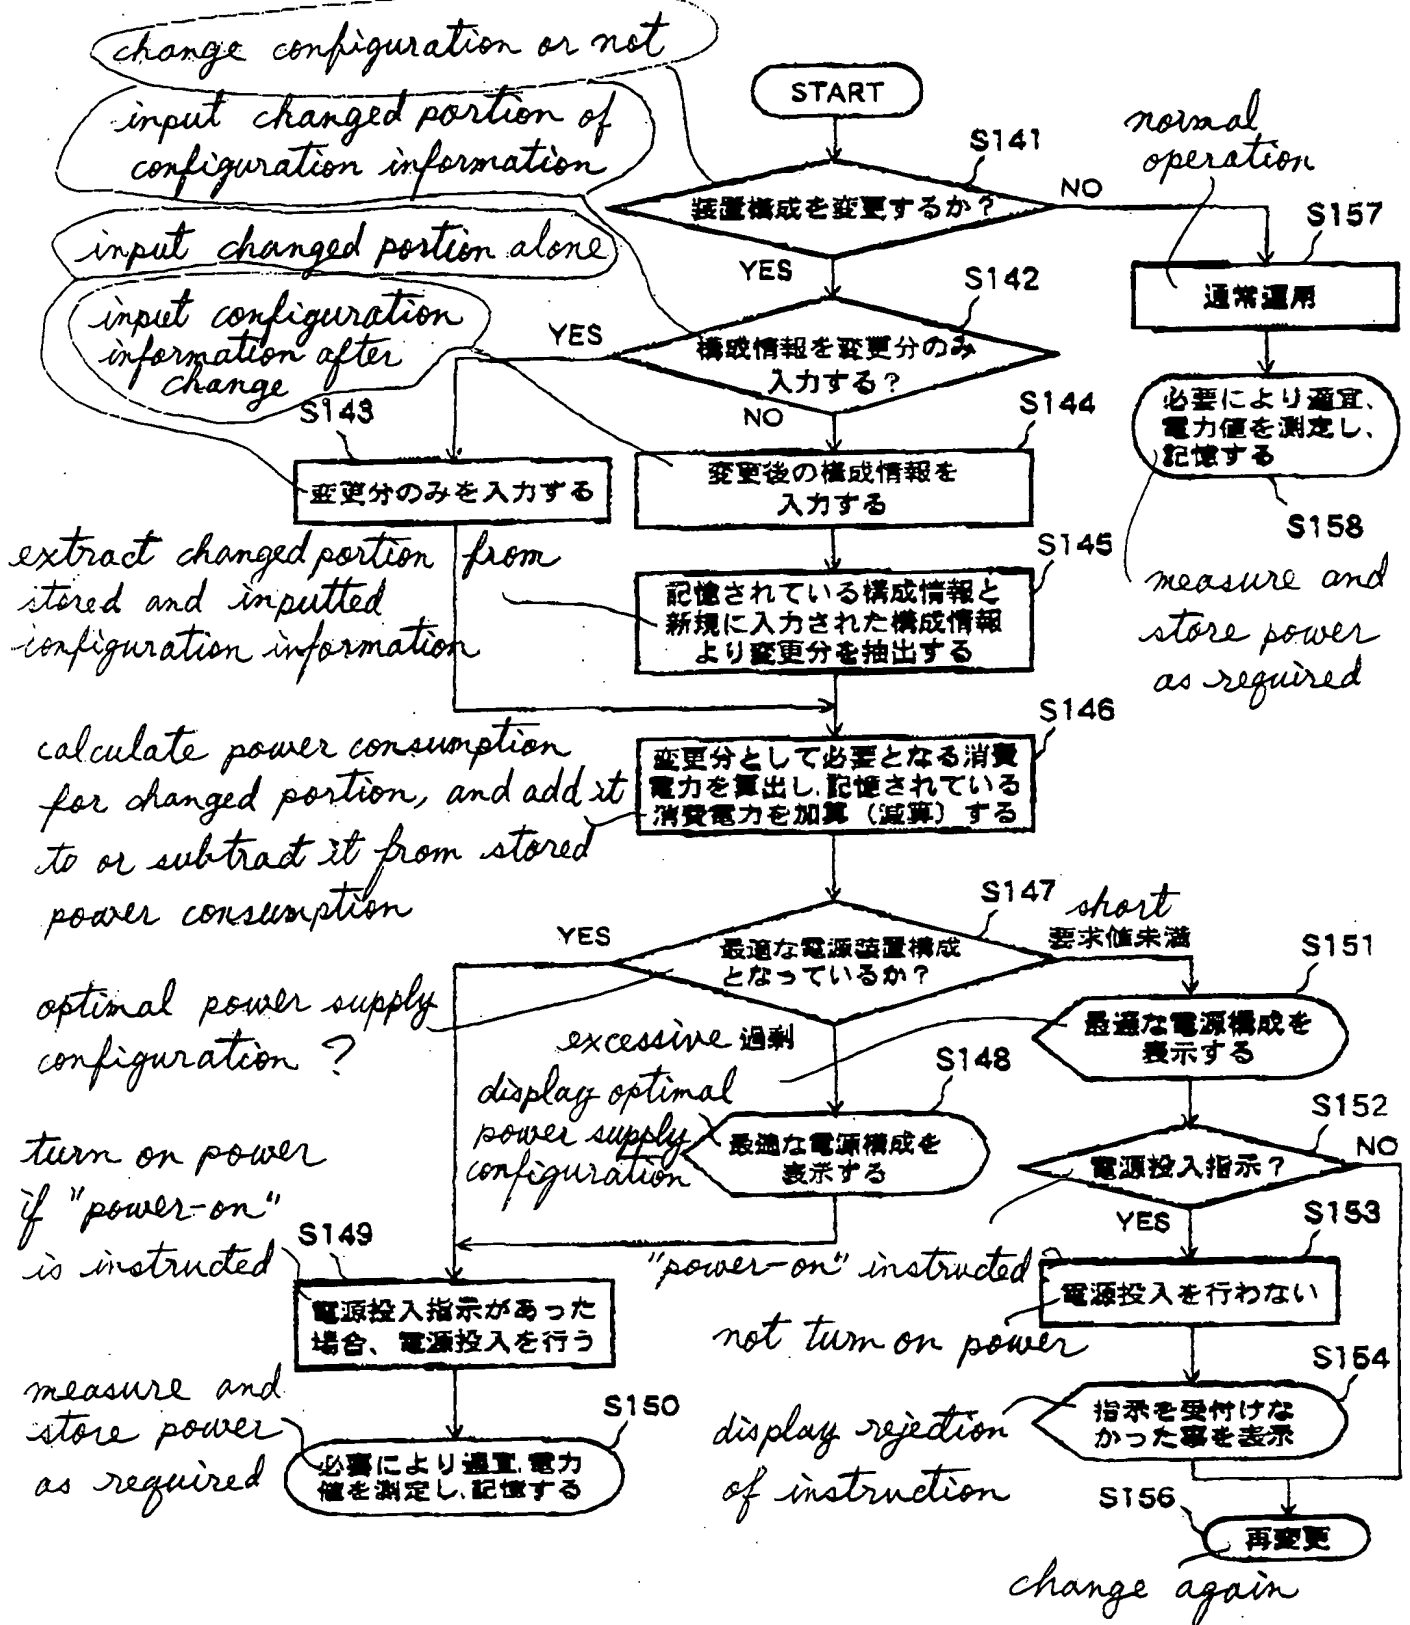 change configuration or not
input changed portion of
configuration information
input changed portion alone
input configuration
information after
change
START
S141
装置構成を変更するか?
NO
YES
normal
operation
S157
通常運用
S142
構成情報を変更分のみ
入力する?
YES
NO
必要により適宜、
電力値を測定し、
記憶する
S158
measure and
store power
as required
S143
変更分のみを入力する
S144
変更後の構成情報を
入力する
extract changed portion from
stored and inputted
configuration information
S145
記憶されている構成情報と
新規に入力された構成情報
より変更分を抽出する
S146
変更分として必要となる消費
電力を算出し、記憶されている
消費電力を加算(減算)する
calculate power consumption
for changed portion, and add it
to or subtract it from stored
power consumption
S147
最適な電源装置構成
となっているか?
YES
short
要求値未満
optimal power supply
configuration ?
excessive 過剰
S151
最適な電源構成を
表示する
display optimal
power supply
configuration
S148
最適な電源構成を
表示する
S152
電源投入指示?
NO
YES
turn on power
if "power-on"
is instructed
S149
電源投入指示があった
場合、電源投入を行う
"power-on" instructed
S153
電源投入を行わない
not turn on power
S154
指示を受付けな
かった事を表示
display rejection
of instruction
measure and
store power
as required
S150
必要により適宜、電力
値を測定し、記憶する
S156
再変更
change again